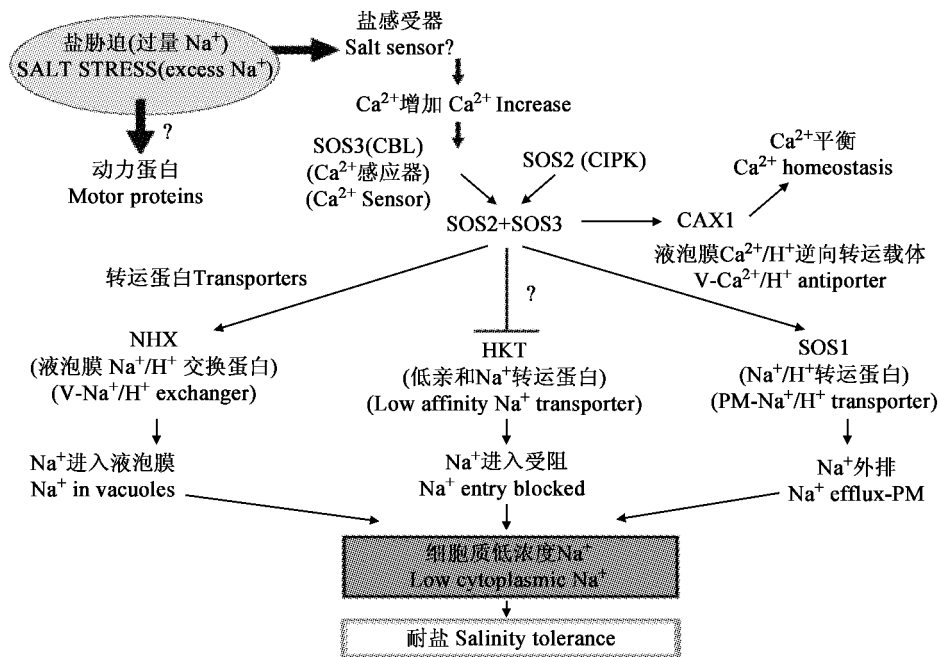 盐胁迫(过量 Na⁺)
SALT STRESS(excess Na⁺)
盐感受器
Salt sensor?
?
动力蛋白
Motor proteins
Ca²⁺增加 Ca²⁺ Increase
SOS3(CBL)
(Ca²⁺感应器)
(Ca²⁺ Sensor)
SOS2 (CIPK)
Ca²⁺平衡
Ca²⁺ homeostasis
SOS2+SOS3
CAX1
液泡膜Ca²⁺/H⁺逆向转运载体
V-Ca²⁺/H⁺ antiporter
转运蛋白Transporters
?
NHX
(液泡膜 Na⁺/H⁺ 交换蛋白)
(V-Na⁺/H⁺ exchanger)
HKT
(低亲和Na⁺转运蛋白)
(Low affinity Na⁺ transporter)
SOS1
(Na⁺/H⁺转运蛋白)
(PM-Na⁺/H⁺ transporter)
Na⁺进入液泡膜
Na⁺ in vacuoles
Na⁺进入受阻
Na⁺ entry blocked
Na⁺外排
Na⁺ efflux-PM
细胞质低浓度Na⁺
Low cytoplasmic Na⁺
耐盐 Salinity tolerance